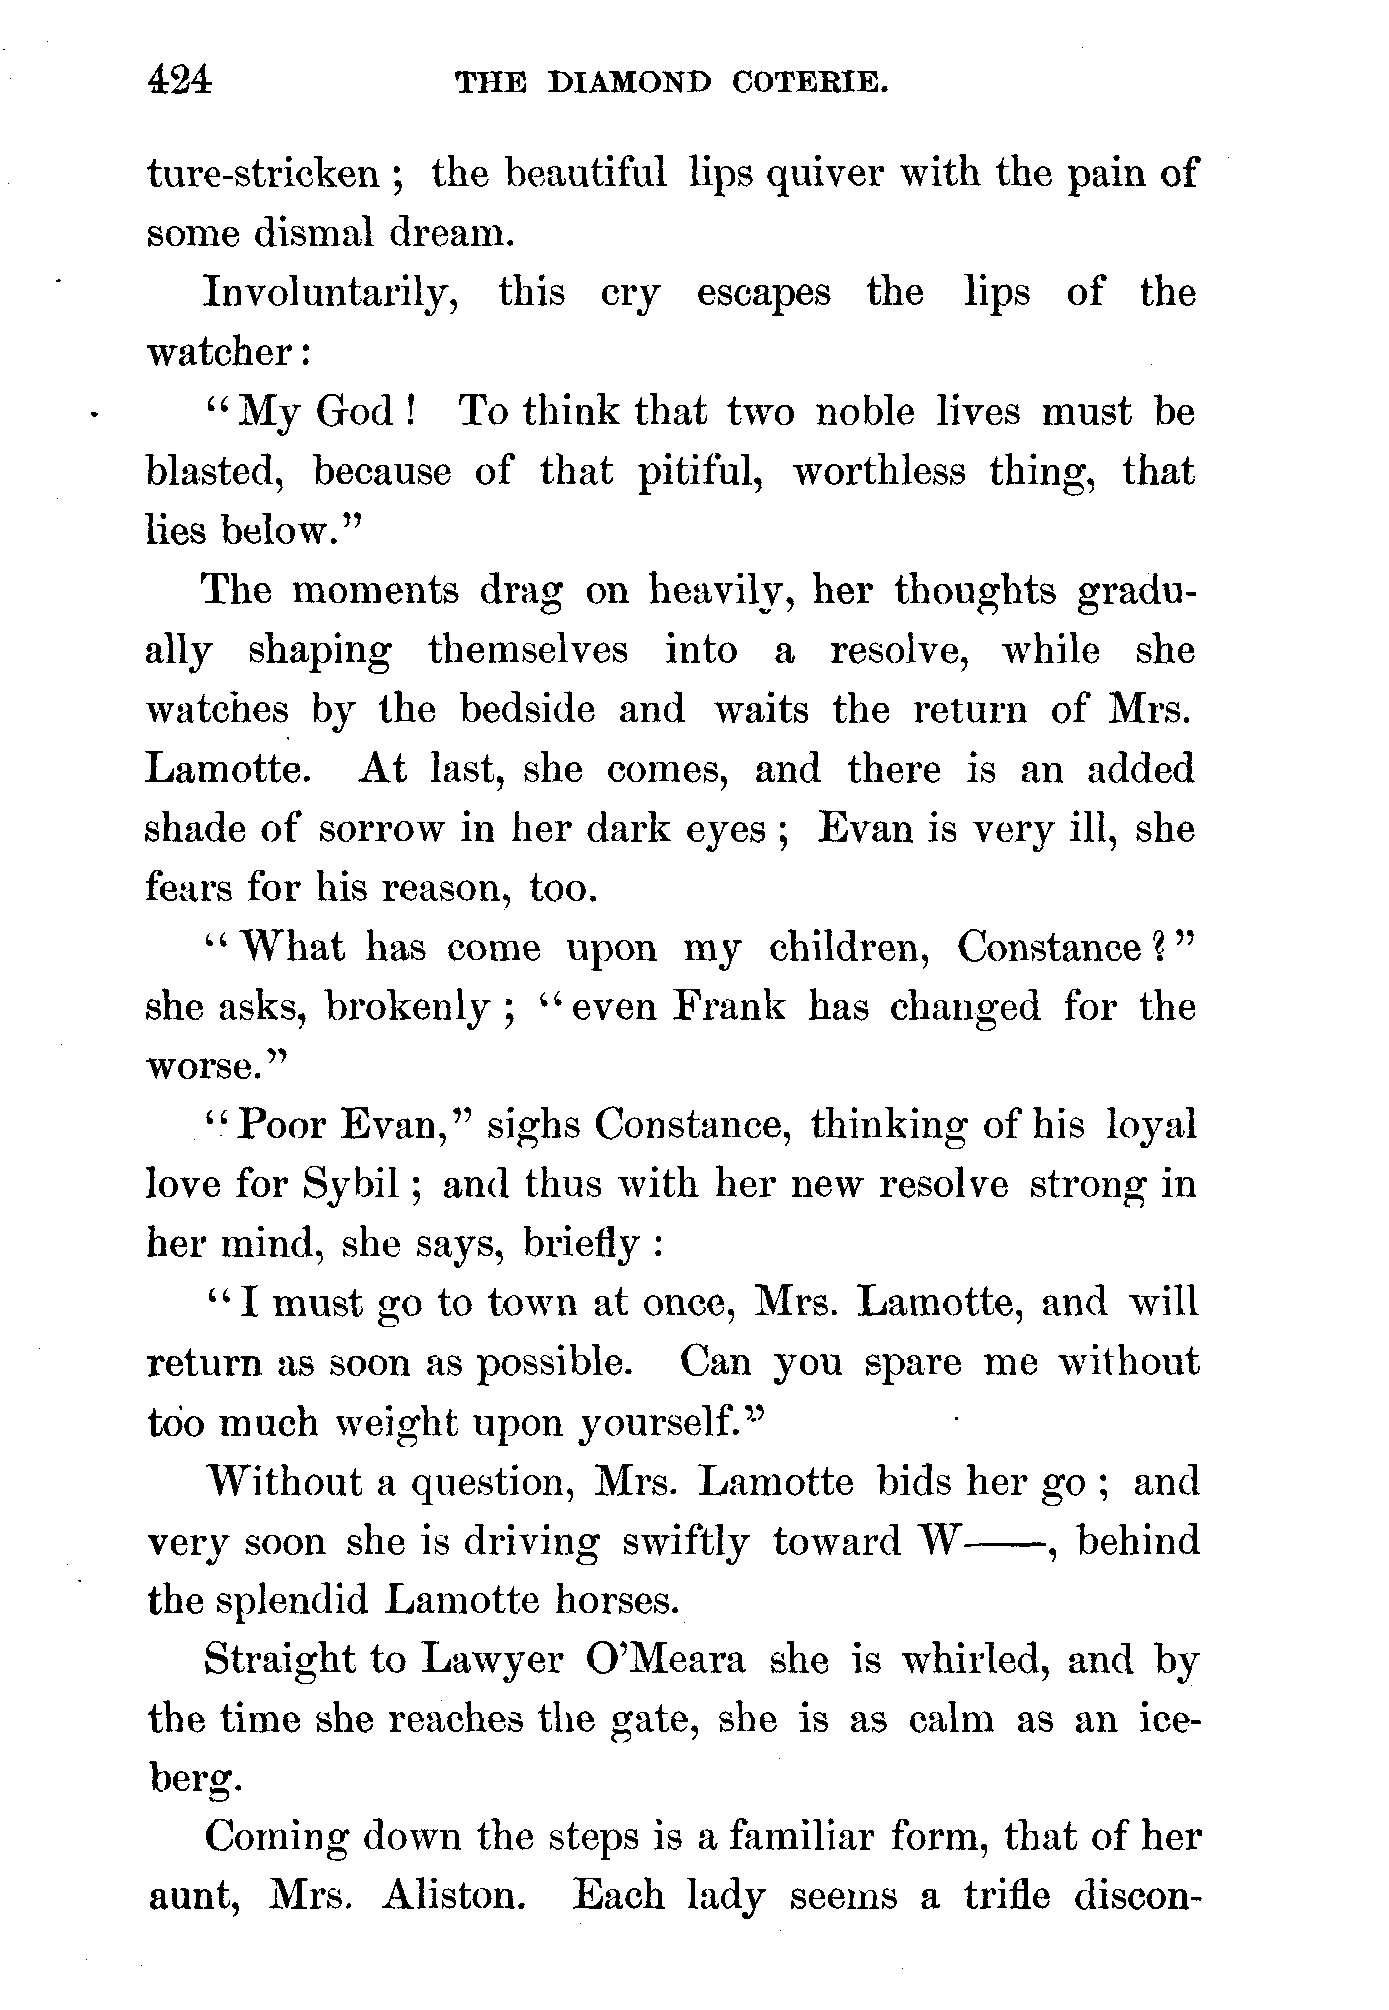 424 THE DIAMOND COTERIE.
ture-stricken ; the beautiful lips quiver with the pain of
some dismal dream.
Involuntarily, this cry escapes the lips of the
watcher :
“ My God ! To think that two noble lives must be
blasted, because of that pitiful, worthless thing, that
lies below.”
The moments drag on heavily, her thoughts gradu-
ally shaping themselves into a resolve, while she
watches by the bedside and waits the return of Mrs.
Lamotte. At last, she comes, and there is an added
shade of sorrow in her dark eyes ; Evan is very ill, she
fears for his reason, too.
“ What has come upon my children, Constance ? ”
she asks, brokenly ; “ even Frank has changed for the
worse.”
“ Poor Evan,” sighs Constance, thinking of his loyal
love for Sybil ; and thus with her new resolve strong in
her mind, she says, briefly :
“ I must go to town at once, Mrs. Lamotte, and will
return as soon as possible. Can you spare me without
too much weight upon yourself.”
Without a question, Mrs. Lamotte bids her go ; and
very soon she is driving swiftly toward W——, behind
the splendid Lamotte horses.
Straight to Lawyer O’Meara she is whirled, and by
the time she reaches the gate, she is as calm as an ice-
berg.
Coming down the steps is a familiar form, that of her
aunt, Mrs. Aliston. Each lady seems a trifle discon-